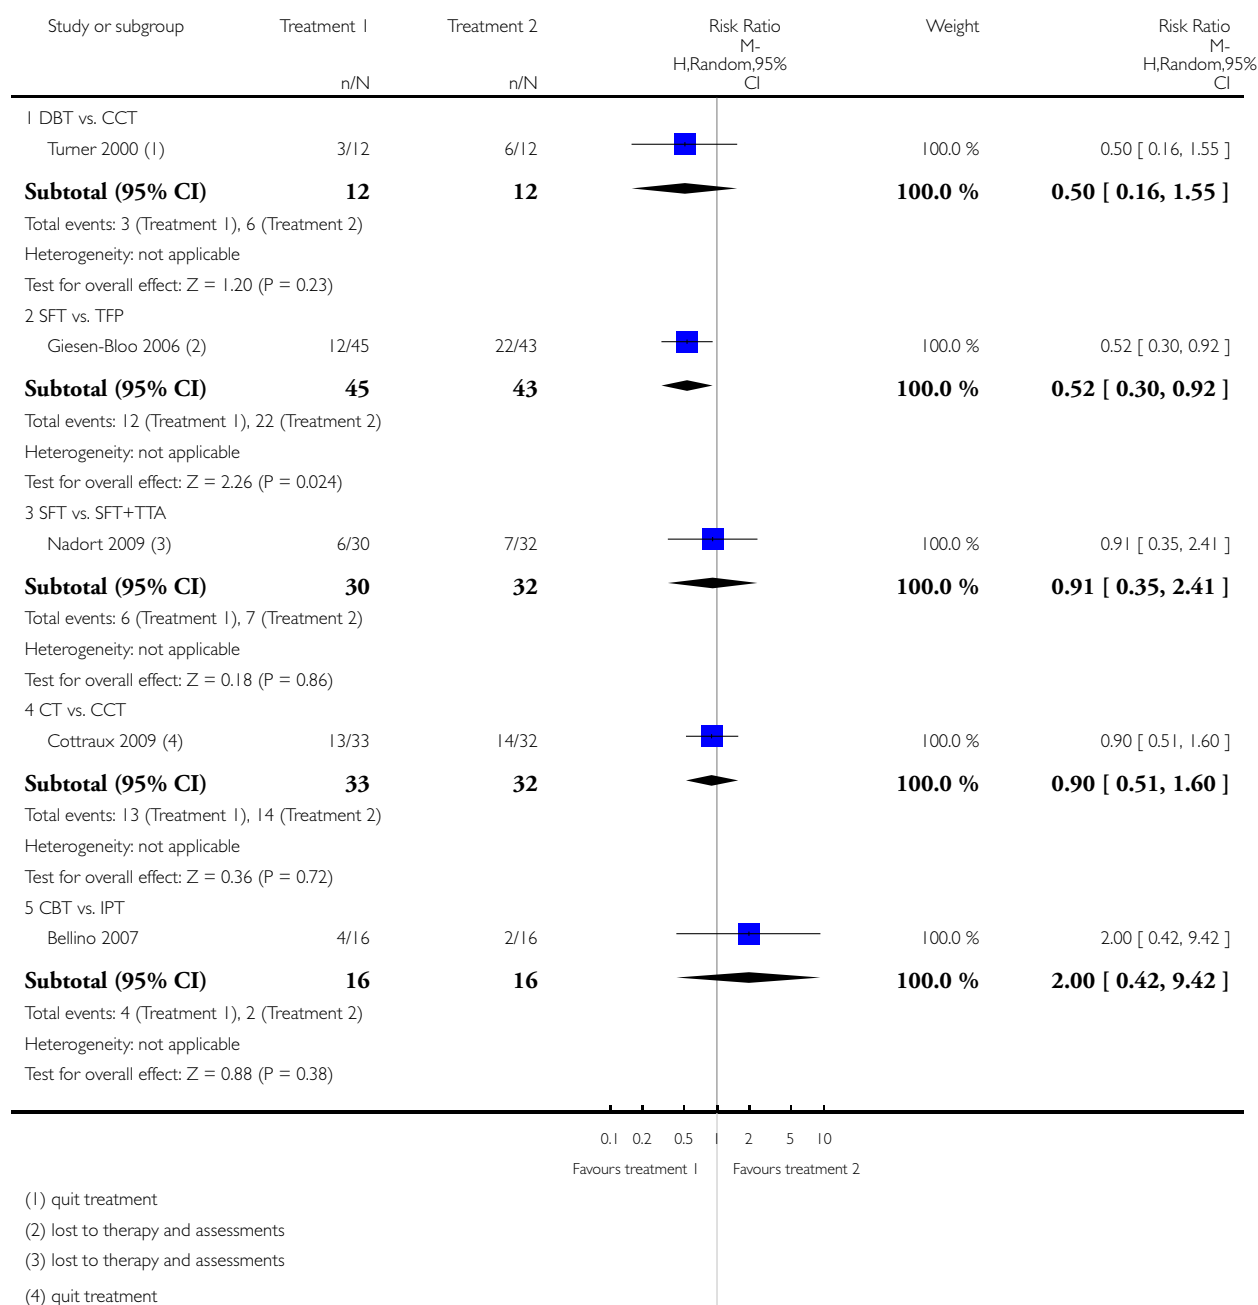 Study or subgroup Treatment 1 Treatment 2 Risk Ratio Weight Risk Ratio
M- M-
H,Random,95% H,Random,95%
n/N n/N CI CI
1 DBT vs. CCT
Turner 2000 (1) 3/12 6/12 100.0 % 0.50 [ 0.16, 1.55 ]
Subtotal (95% CI) 12 12 100.0 % 0.50 [ 0.16, 1.55 ]
Total events: 3 (Treatment 1), 6 (Treatment 2)
Heterogeneity: not applicable
Test for overall effect: Z = 1.20 (P = 0.23)
2 SFT vs. TFP
Giesen-Bloo 2006 (2) 12/45 22/43 100.0 % 0.52 [ 0.30, 0.92 ]
Subtotal (95% CI) 45 43 100.0 % 0.52 [ 0.30, 0.92 ]
Total events: 12 (Treatment 1), 22 (Treatment 2)
Heterogeneity: not applicable
Test for overall effect: Z = 2.26 (P = 0.024)
3 SFT vs. SFT+TTA
Nadort 2009 (3) 6/30 7/32 100.0 % 0.91 [ 0.35, 2.41 ]
Subtotal (95% CI) 30 32 100.0 % 0.91 [ 0.35, 2.41 ]
Total events: 6 (Treatment 1), 7 (Treatment 2)
Heterogeneity: not applicable
Test for overall effect: Z = 0.18 (P = 0.86)
4 CT vs. CCT
Cottraux 2009 (4) 13/33 14/32 100.0 % 0.90 [ 0.51, 1.60 ]
Subtotal (95% CI) 33 32 100.0 % 0.90 [ 0.51, 1.60 ]
Total events: 13 (Treatment 1), 14 (Treatment 2)
Heterogeneity: not applicable
Test for overall effect: Z = 0.36 (P = 0.72)
5 CBT vs. IPT
Bellino 2007 4/16 2/16 100.0 % 2.00 [ 0.42, 9.42 ]
Subtotal (95% CI) 16 16 100.0 % 2.00 [ 0.42, 9.42 ]
Total events: 4 (Treatment 1), 2 (Treatment 2)
Heterogeneity: not applicable
Test for overall effect: Z = 0.88 (P = 0.38)
0.1 0.2 0.5 1 2 5 10
Favours treatment 1 Favours treatment 2
(1) quit treatment
(2) lost to therapy and assessments
(3) lost to therapy and assessments
(4) quit treatment